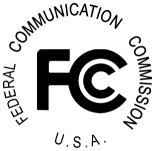 FEDERAL COMMUNICATION COMMISSION
FCC
U.S.A.